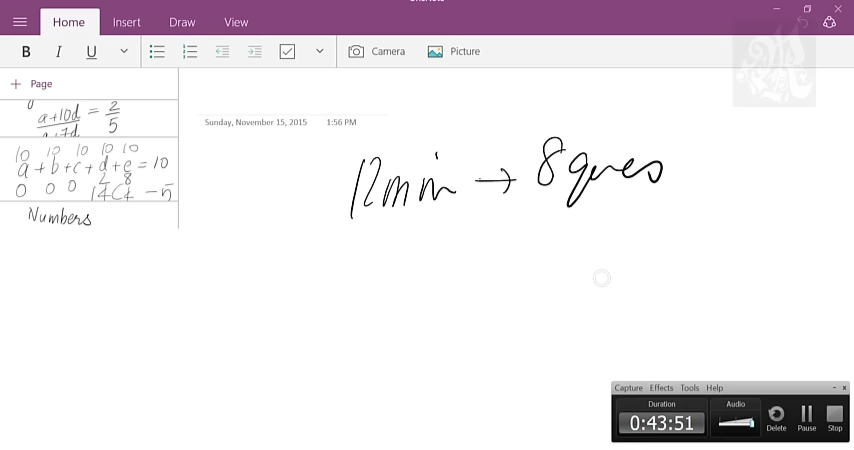 Home Insert Draw View
B I U Camera Picture
+ Page
a+10d = 2
a+7d 5
10 10 10 10 10
a+b+c+d+e=10
2 8
0 0 0 14C4 - 5
Numbers
Sunday, November 15, 2015 1:56 PM
12min → 8ques
Capture Effects Tools Help
Duration Audio
0:43:51
Delete Pause Stop